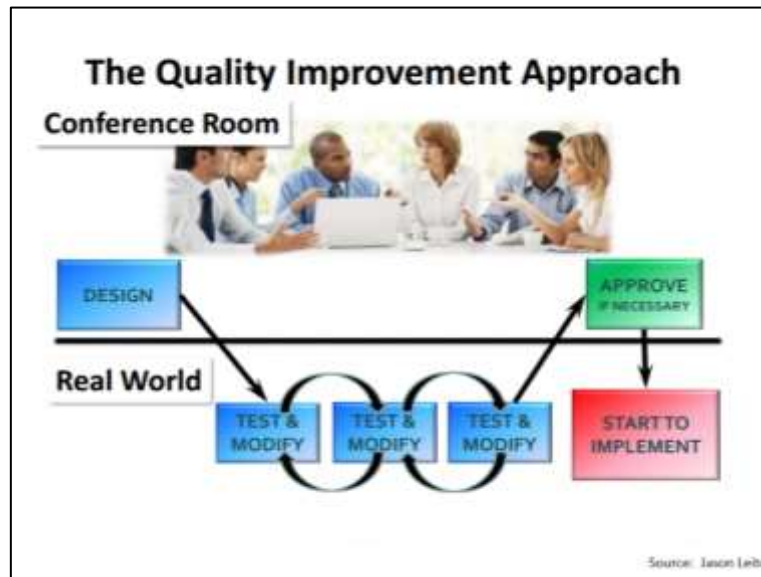 The Quality Improvement Approach
Conference Room
DESIGN
APPROVE
IF NECESSARY
Real World
TEST &
MODIFY
TEST &
MODIFY
TEST &
MODIFY
START TO
IMPLEMENT
Source: Jason Leit